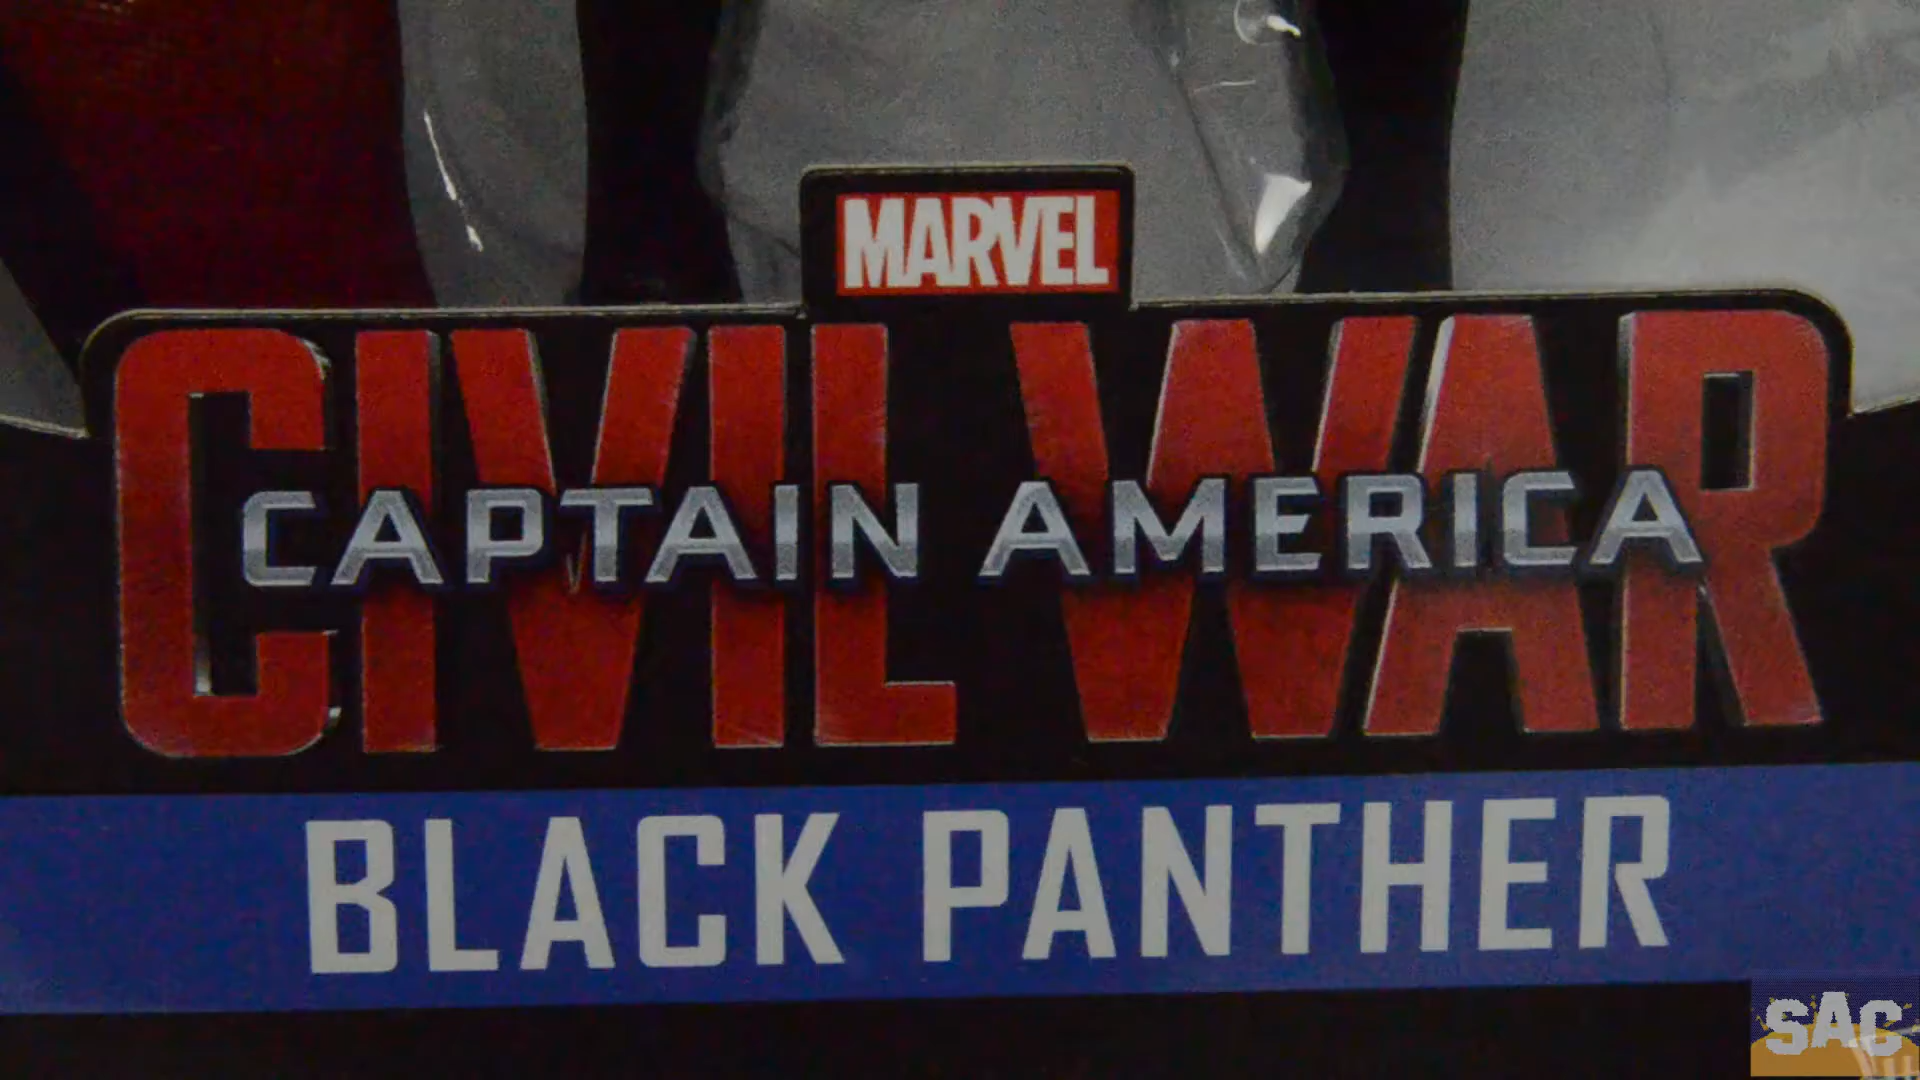 MARVEL
CIVIL WAR
CAPTAIN AMERICA
BLACK PANTHER
SAC